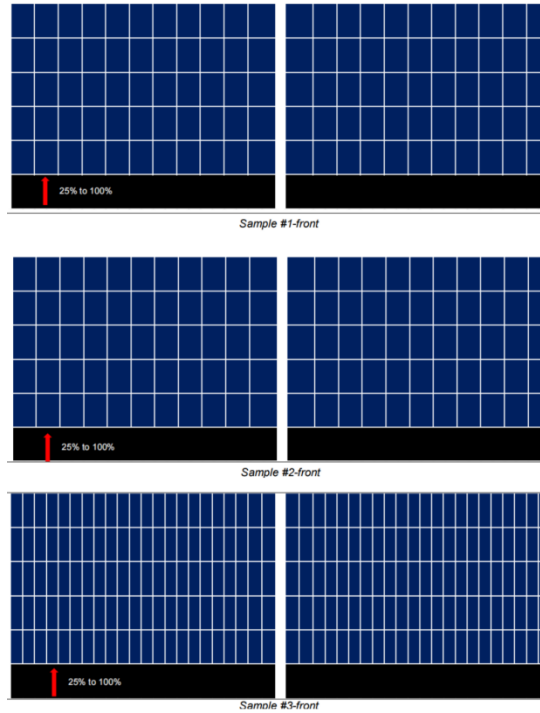 25% to 100%
Sample #1-front
25% to 100%
Sample #2-front
25% to 100%
Sample #3-front